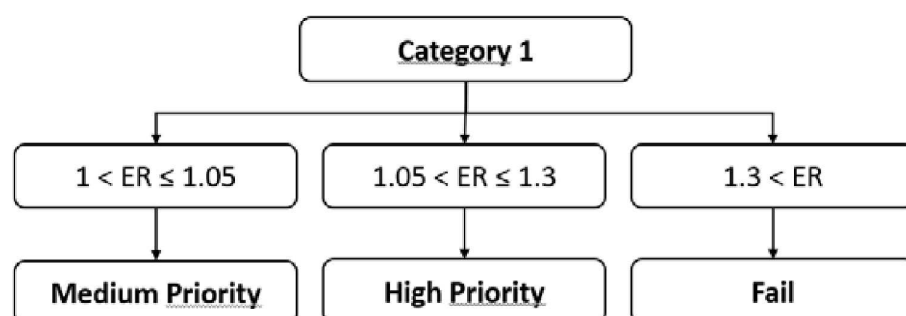 Category 1
1 < ER ≤ 1.05
1.05 < ER ≤ 1.3
1.3 < ER
Medium Priority
High Priority
Fail